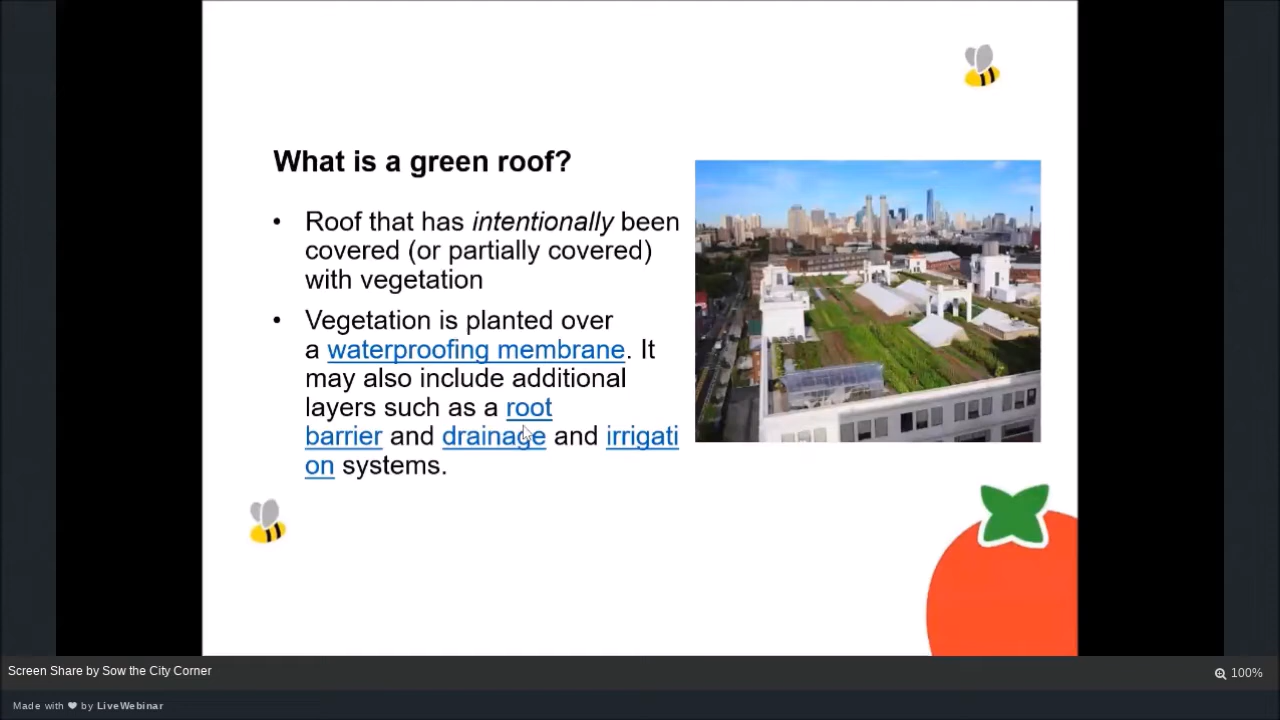 What is a green roof?
• Roof that has intentionally been
covered (or partially covered)
with vegetation
• Vegetation is planted over
a waterproofing membrane. It
may also include additional
layers such as a root
barrier and drainage and irrigati
on systems.
Screen Share by Sow the City Corner
100%
Made with ♥ by LiveWebinar